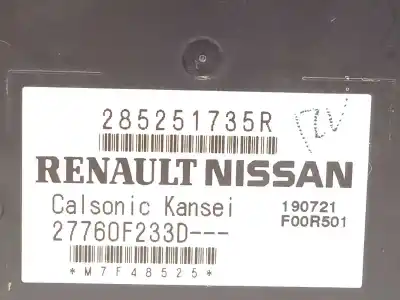 285251735R
RENAULT NISSAN
Calsonic Kansei
190721
27760F233D---
F00R501
*M7F48525*